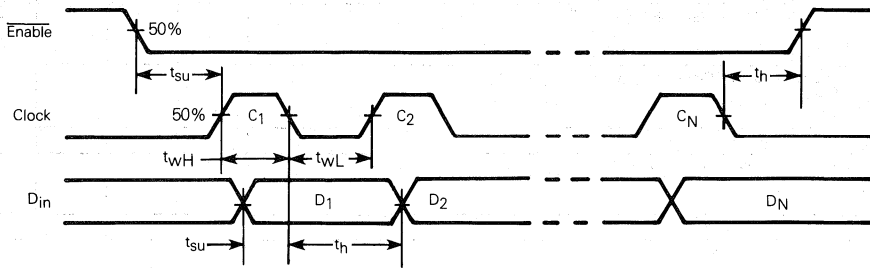 Enable
50%
tsu
th
Clock
50%
C1
C2
CN
twH
twL
Din
D1
D2
DN
tsu
th